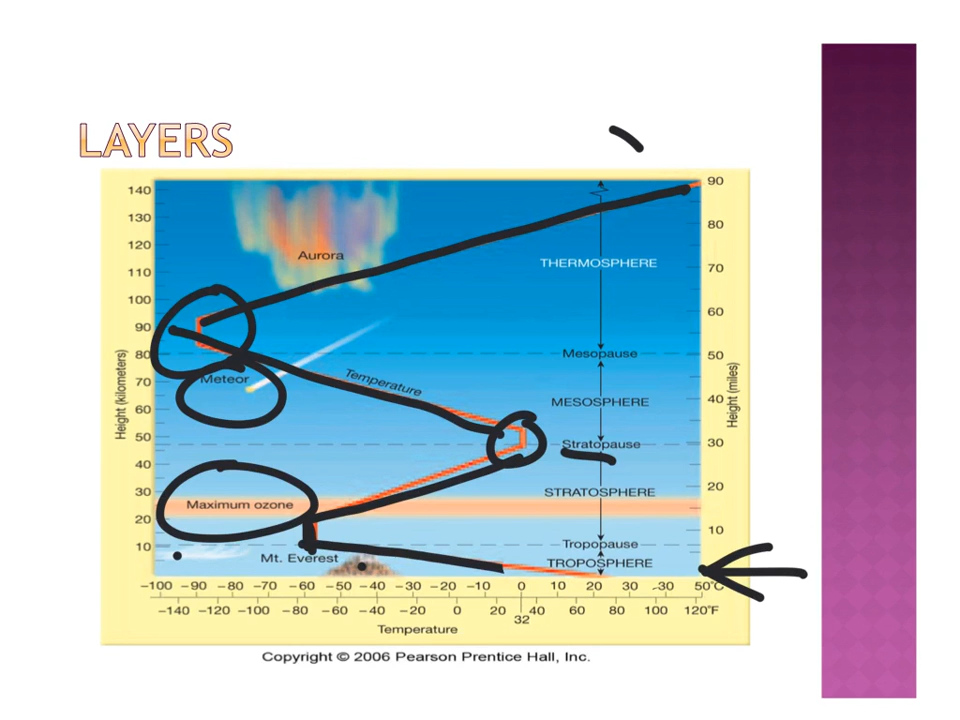 LAYERS
140
130
120
110
100
90
80
70
60
50
40
30
20
10
Height (kilometers)
Aurora
Meteor
Temperature
Maximum ozone
Mt. Everest
THERMOSPHERE
Mesopause
MESOSPHERE
Stratopause
STRATOSPHERE
Tropopause
TROPOSPHERE
90
80
70
60
50
40
30
20
10
Height (miles)
−100 −90 −80 −70 −60 −50 −40 −30 −20 −10 0 10 20 30 30 50°C
−140 −120 −100 −80 −60 −40 −20 0 20 40 60 80 100 120°F
32
Temperature
Copyright © 2006 Pearson Prentice Hall, Inc.